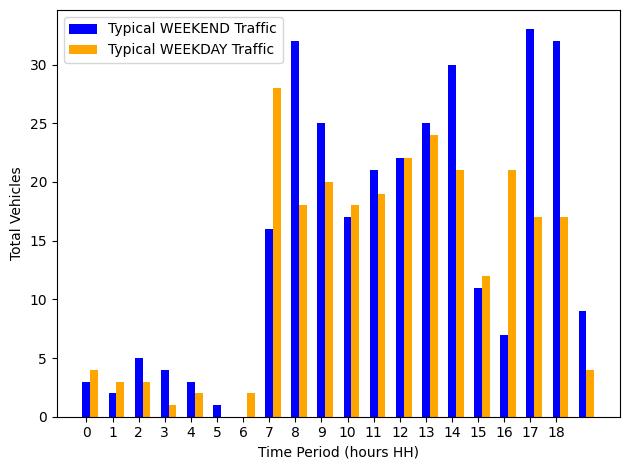 Typical WEEKEND Traffic
Typical WEEKDAY Traffic
Total Vehicles
30
25
20
15
10
5
0
0 1 2 3 4 5 6 7 8 9 10 11 12 13 14 15 16 17 18
Time Period (hours HH)